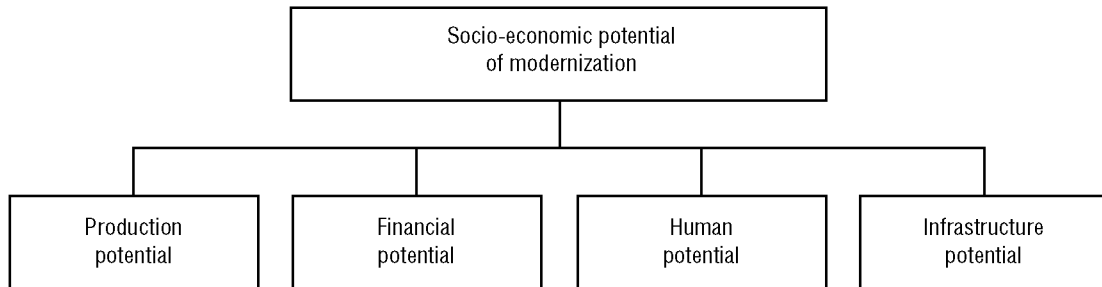 Socio-economic potential
of modernization
Production
potential
Financial
potential
Human
potential
Infrastructure
potential